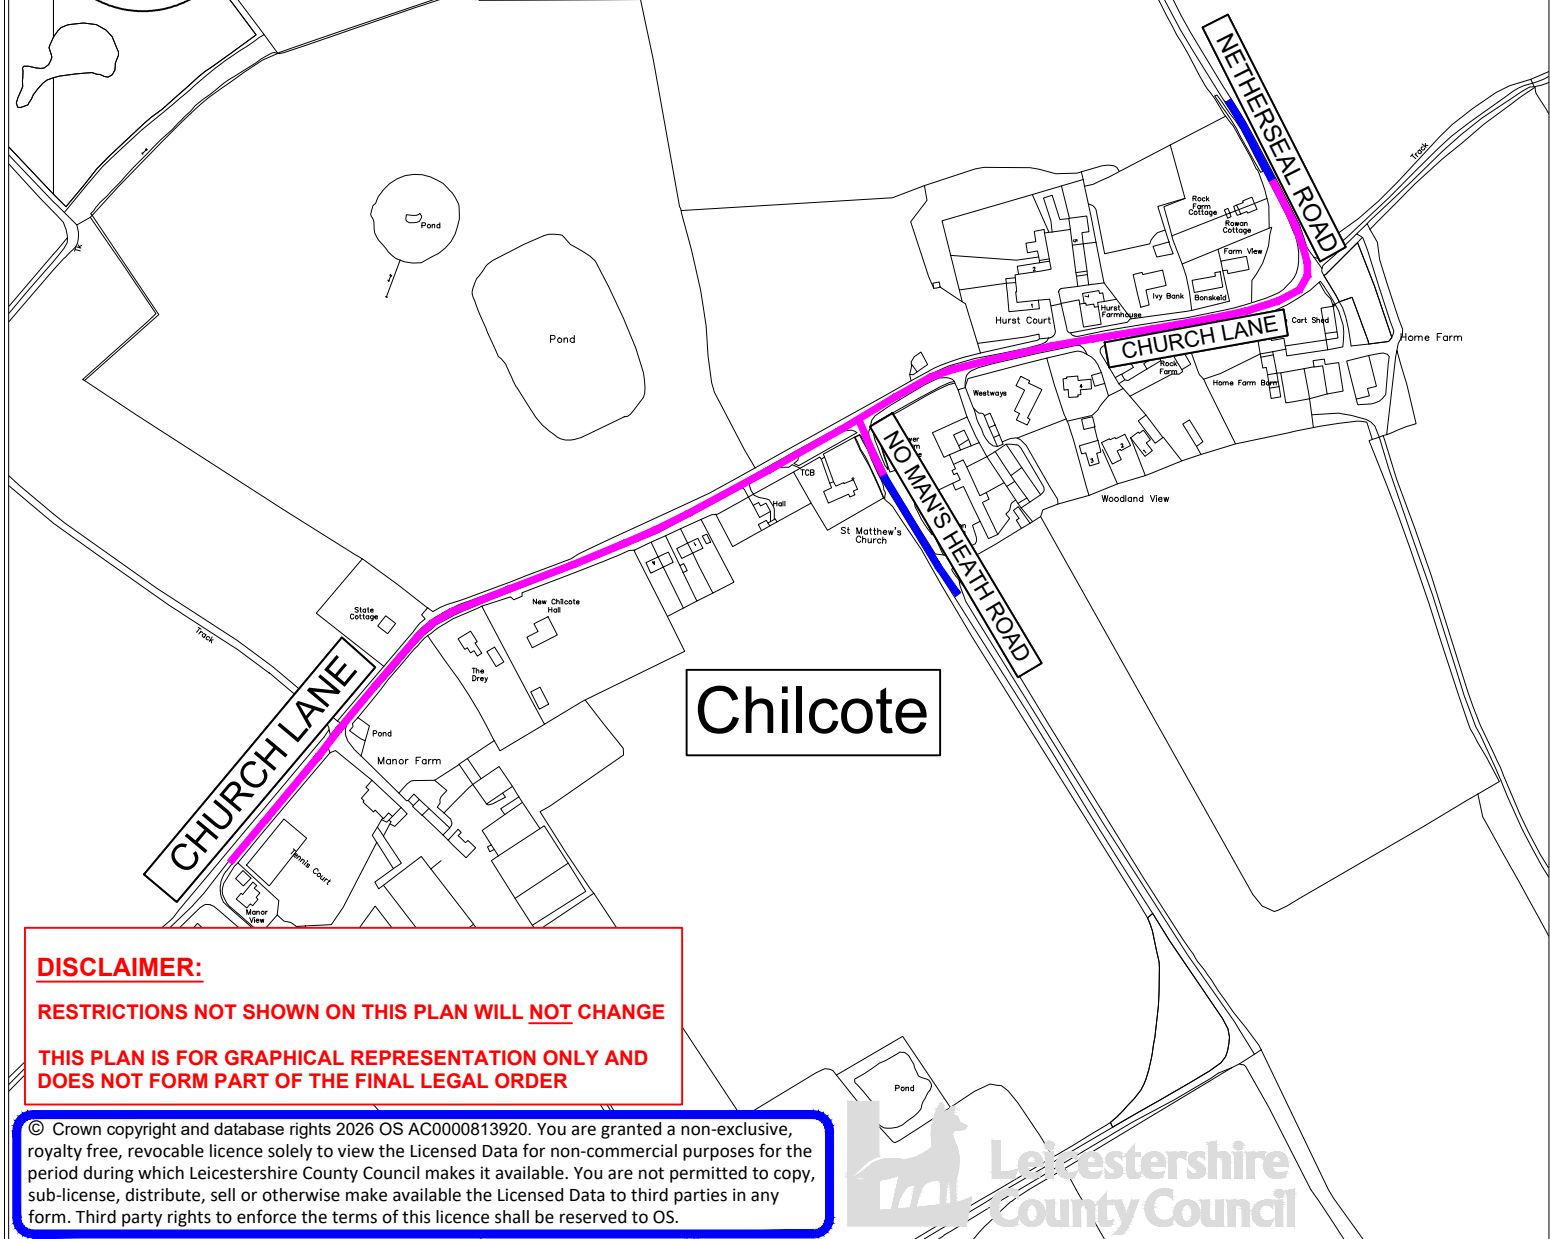 NETHERSEAL ROAD
Track
Rock
Farm
Cottage
Rowan
Cottage
Farm View
Pond
Tk
Pond
5
2
1
Hurst Court
Hurst
Farmhouse
Ivy Bank
Bonskeid
CHURCH LANE
Cart Shed
Home Farm
Rock
Farm
Home Farm Barn
Westways
4
3
2
NO MAN'S HEATH ROAD
TCB
Hall
St Matthew's
Church
Woodland View
State
Cottage
New Chilcote
Hall
Track
The
Drey
CHURCH LANE
Chilcote
Pond
Manor Farm
Tennis Court
Manor
View
DISCLAIMER:
RESTRICTIONS NOT SHOWN ON THIS PLAN WILL NOT CHANGE
THIS PLAN IS FOR GRAPHICAL REPRESENTATION ONLY AND
DOES NOT FORM PART OF THE FINAL LEGAL ORDER
Pond
© Crown copyright and database rights 2026 OS AC0000813920. You are granted a non-exclusive,
royalty free, revocable licence solely to view the Licensed Data for non-commercial purposes for the
period during which Leicestershire County Council makes it available. You are not permitted to copy,
sub-license, distribute, sell or otherwise make available the Licensed Data to third parties in any
form. Third party rights to enforce the terms of this licence shall be reserved to OS.
Leicestershire
County Council